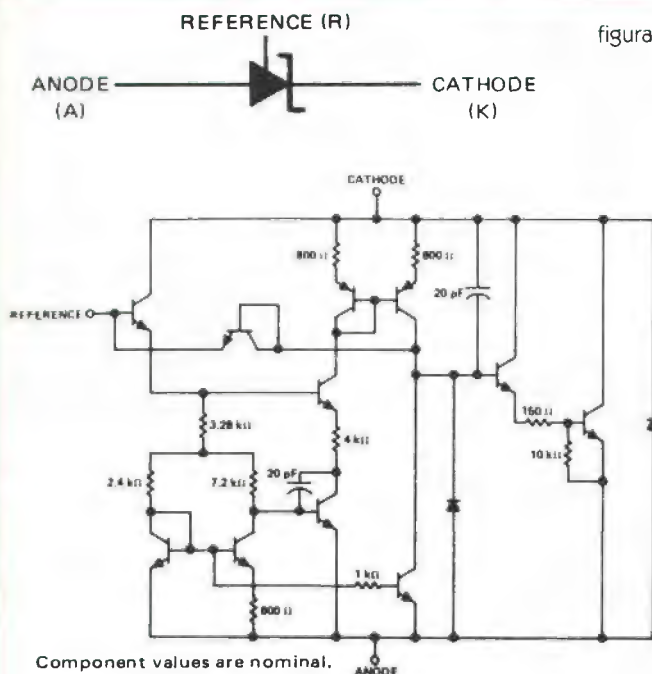 REFERENCE (R)
figura
ANODE
(A)
CATHODE
(K)
CATHODE
800 Ω
800 Ω
20 pF
REFERENCE
3.28 kΩ
150 Ω
4 kΩ
10 kΩ
2.4 kΩ
7.2 kΩ
20 pF
1 kΩ
800 Ω
Component values are nominal.
ANODE